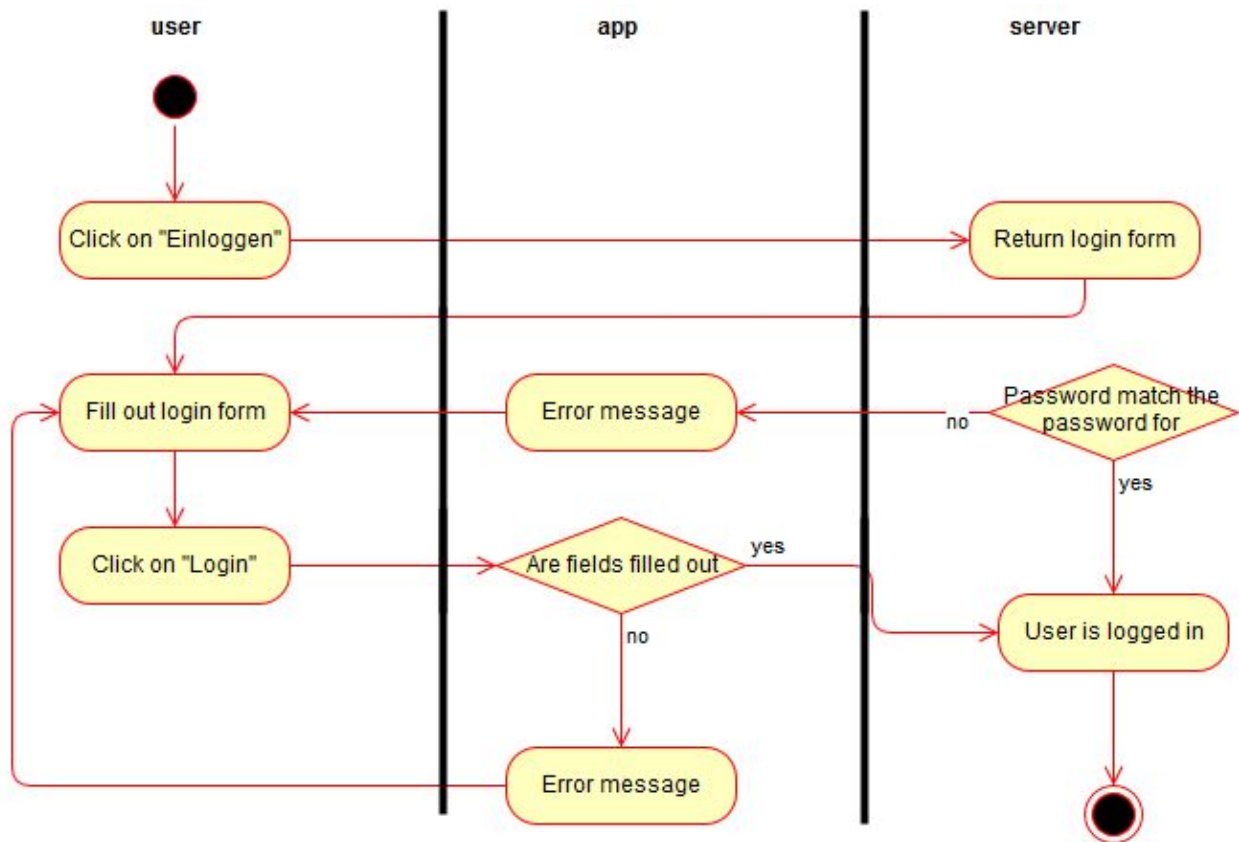 user
app
server
Click on "Einloggen"
Return login form
Fill out login form
Error message
no
Password match the
password for
yes
Click on "Login"
Are fields filled out
yes
no
User is logged in
Error message